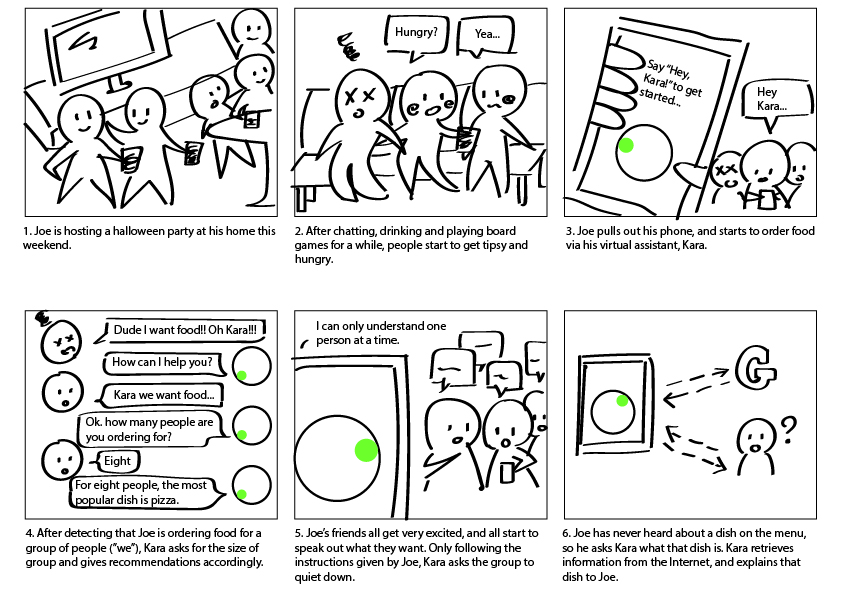 1. Joe is hosting a halloween party at his home this
weekend.
Hungry?
Yea...
2. After chatting, drinking and playing board
games for a while, people start to get tipsy and
hungry.
Say "Hey,
Kara!" to get
started...
Hey
Kara...
3. Joe pulls out his phone, and starts to order food
via his virtual assistant, Kara.
Dude I want food!! Oh Kara!!!
How can I help you?
Kara we want food...
Ok. how many people are
you ordering for?
Eight
For eight people, the most
popular dish is pizza.
4. After detecting that Joe is ordering food for a
group of people ("we"), Kara asks for the size of
group and gives recommendations accordingly.
I can only understand one
person at a time.
5. Joe's friends all get very excited, and all start to
speak out what they want. Only following the
instructions given by Joe, Kara asks the group to
quiet down.
G
?
6. Joe has never heard about a dish on the menu,
so he asks Kara what that dish is. Kara retrieves
information from the Internet, and explains that
dish to Joe.